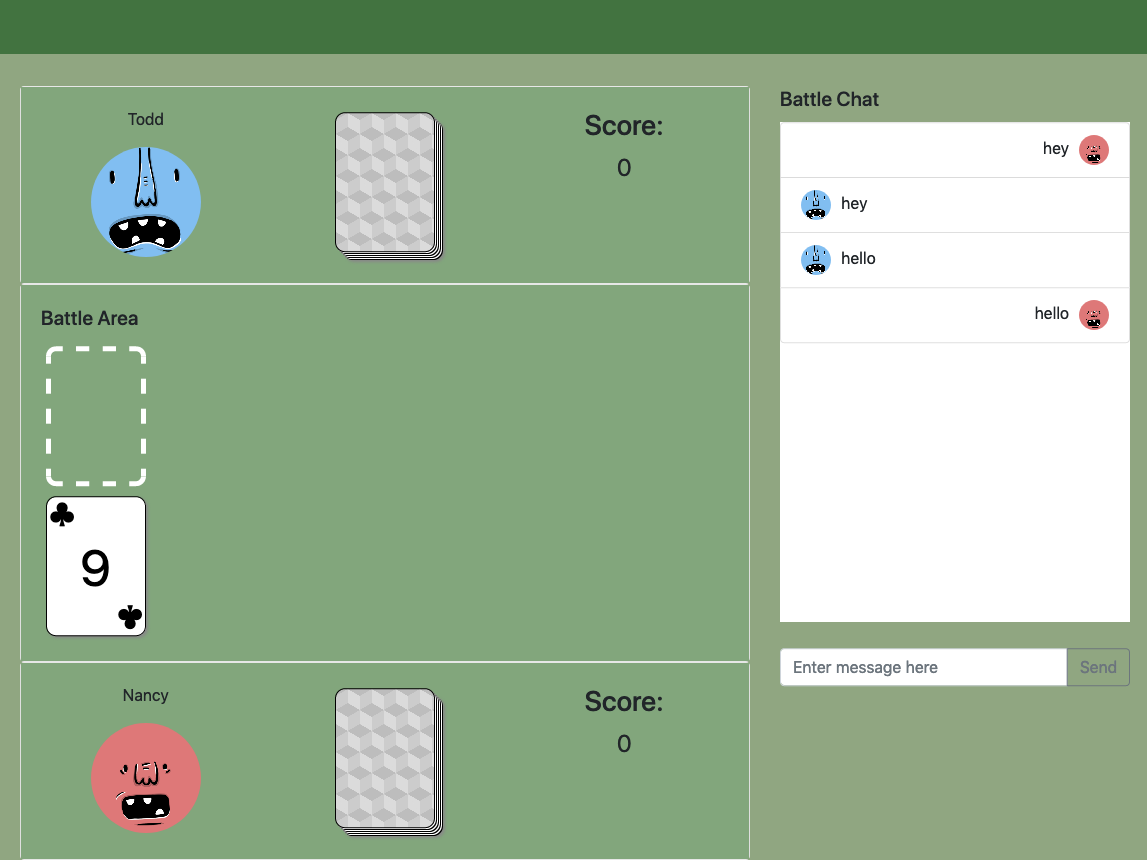 Todd
Score:
0
Battle Area
9
Nancy
Score:
0
Battle Chat
hey
hey
hello
hello
Enter message here
Send